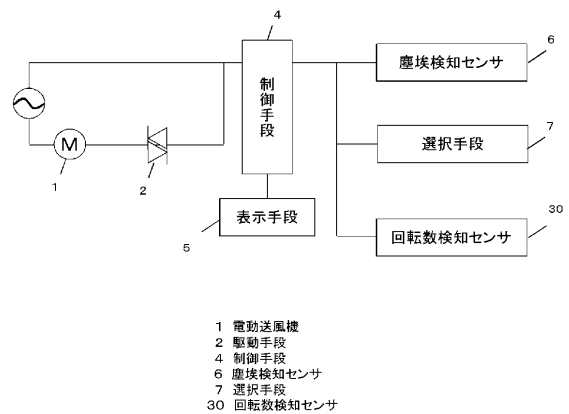 4
6
塵埃検知センサ
制御手段
M
1
2
7
選択手段
表示手段
5
30
回転数検知センサ
1 電動送風機
2 駆動手段
4 制御手段
6 塵埃検知センサ
7 選択手段
30 回転数検知センサ